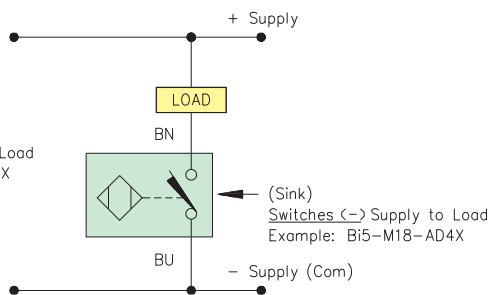 + Supply
LOAD
BN
Load
X
(Sink)
Switches (-) Supply to Load
Example: Bi5-M18-AD4X
BU
- Supply (Com)